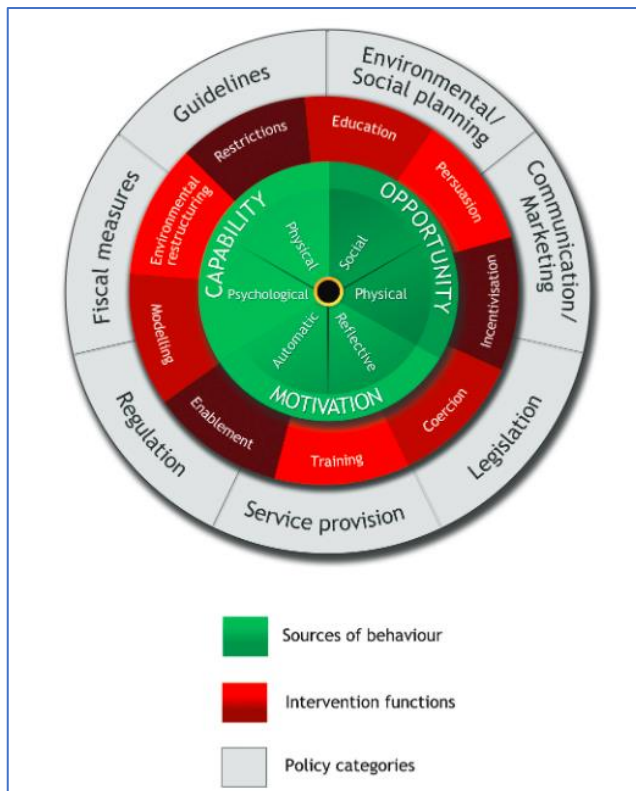 Guidelines
Environmental/
Social planning
Communication/
Marketing
Legislation
Service provision
Regulation
Fiscal measures
Restrictions
Education
Persuasion
Incentivisation
Coercion
Training
Enablement
Modelling
Environmental
restructuring
CAPABILITY
OPPORTUNITY
MOTIVATION
Physical
Social
Psychological
Physical
Automatic
Reflective
Sources of behaviour
Intervention functions
Policy categories